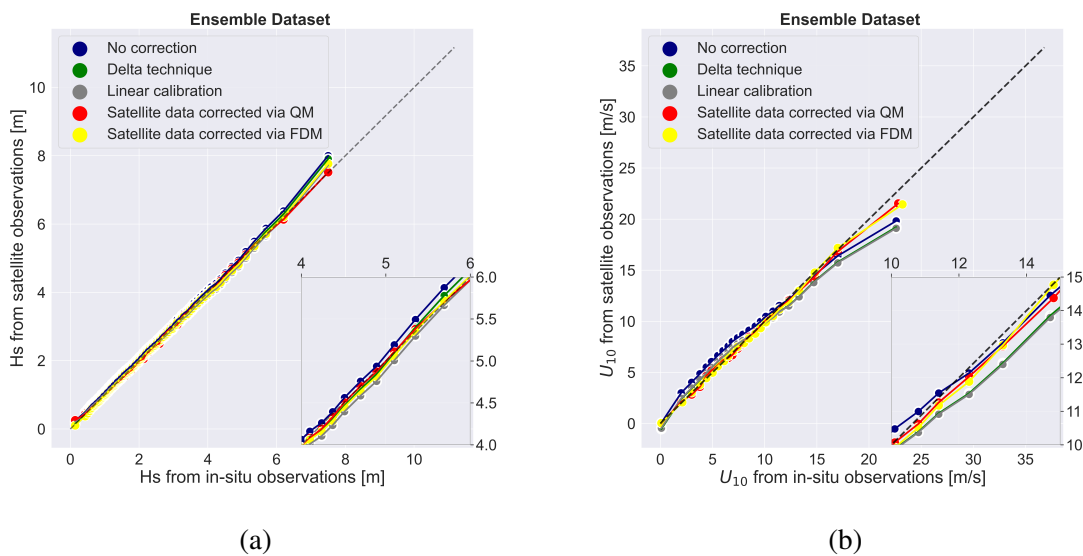 Ensemble Dataset
No correction
Delta technique
Linear calibration
Satellite data corrected via QM
Satellite data corrected via FDM
Hs from satellite observations [m]
10
8
6
4
2
0
4 5 6
6.0
5.5
5.0
4.5
4.0
0 2 4 6 8 10
Hs from in-situ observations [m]
(a)
Ensemble Dataset
No correction
Delta technique
Linear calibration
Satellite data corrected via QM
Satellite data corrected via FDM
U10 from satellite observations [m/s]
35
30
25
20
15
10
5
0
10 12 14
15
14
13
12
11
10
0 5 10 15 20 25 30 35
U10 from in-situ observations [m/s]
(b)